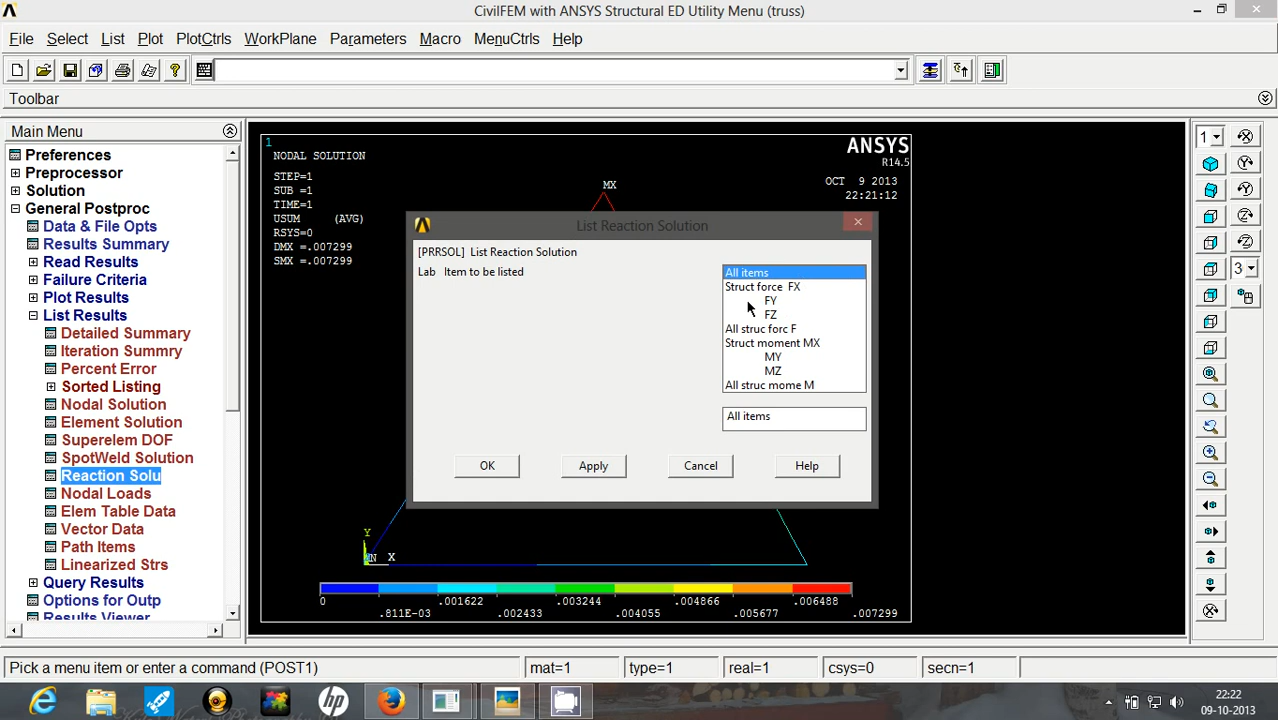 CivilFEM with ANSYS Structural ED Utility Menu (truss)
File Select List Plot PlotCtrls WorkPlane Parameters Macro MenuCtrls Help
Toolbar
Main Menu
Preferences
Preprocessor
Solution
General Postproc
Data & File Opts
Results Summary
Read Results
Failure Criteria
Plot Results
List Results
Detailed Summary
Iteration Summry
Percent Error
Sorted Listing
Nodal Solution
Element Solution
Superelem DOF
SpotWeld Solution
Reaction Solu
Nodal Loads
Elem Table Data
Vector Data
Path Items
Linearized Strs
Query Results
Options for Outp
Results Viewer
1
NODAL SOLUTION
STEP=1
SUB =1
TIME=1
USUM (AVG)
RSYS=0
DMX =.007299
SMX =.007299
ANSYS
R14.5
OCT 9 2013
22:21:12
MX
List Reaction Solution
[PRRSOL] List Reaction Solution
Lab Item to be listed
All items
Struct force FX
FY
FZ
All struc forc F
Struct moment MX
MY
MZ
All struc mome M
All items
OK Apply Cancel Help
Y
X
0 .001622 .003244 .004866 .006488
.811E-03 .002433 .004055 .005677 .007299
1
3
Pick a menu item or enter a command (POST1) mat=1 type=1 real=1 csys=0 secn=1
22:22
09-10-2013